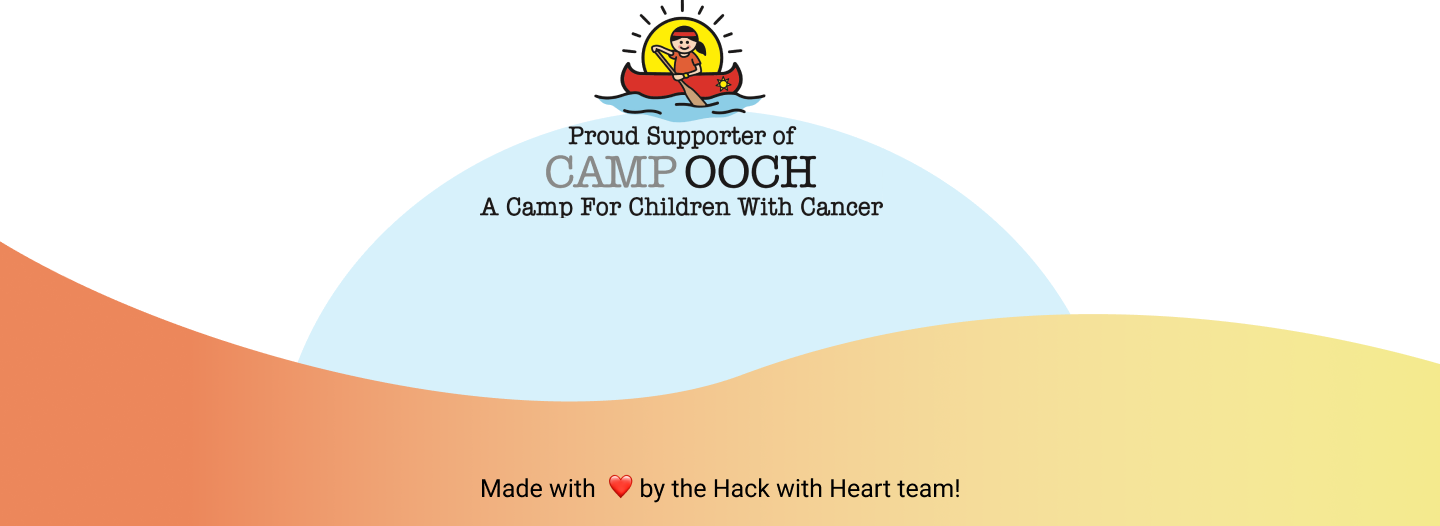 Proud Supporter of
CAMP OOCH
A Camp For Children With Cancer
Made with ❤️ by the Hack with Heart team!